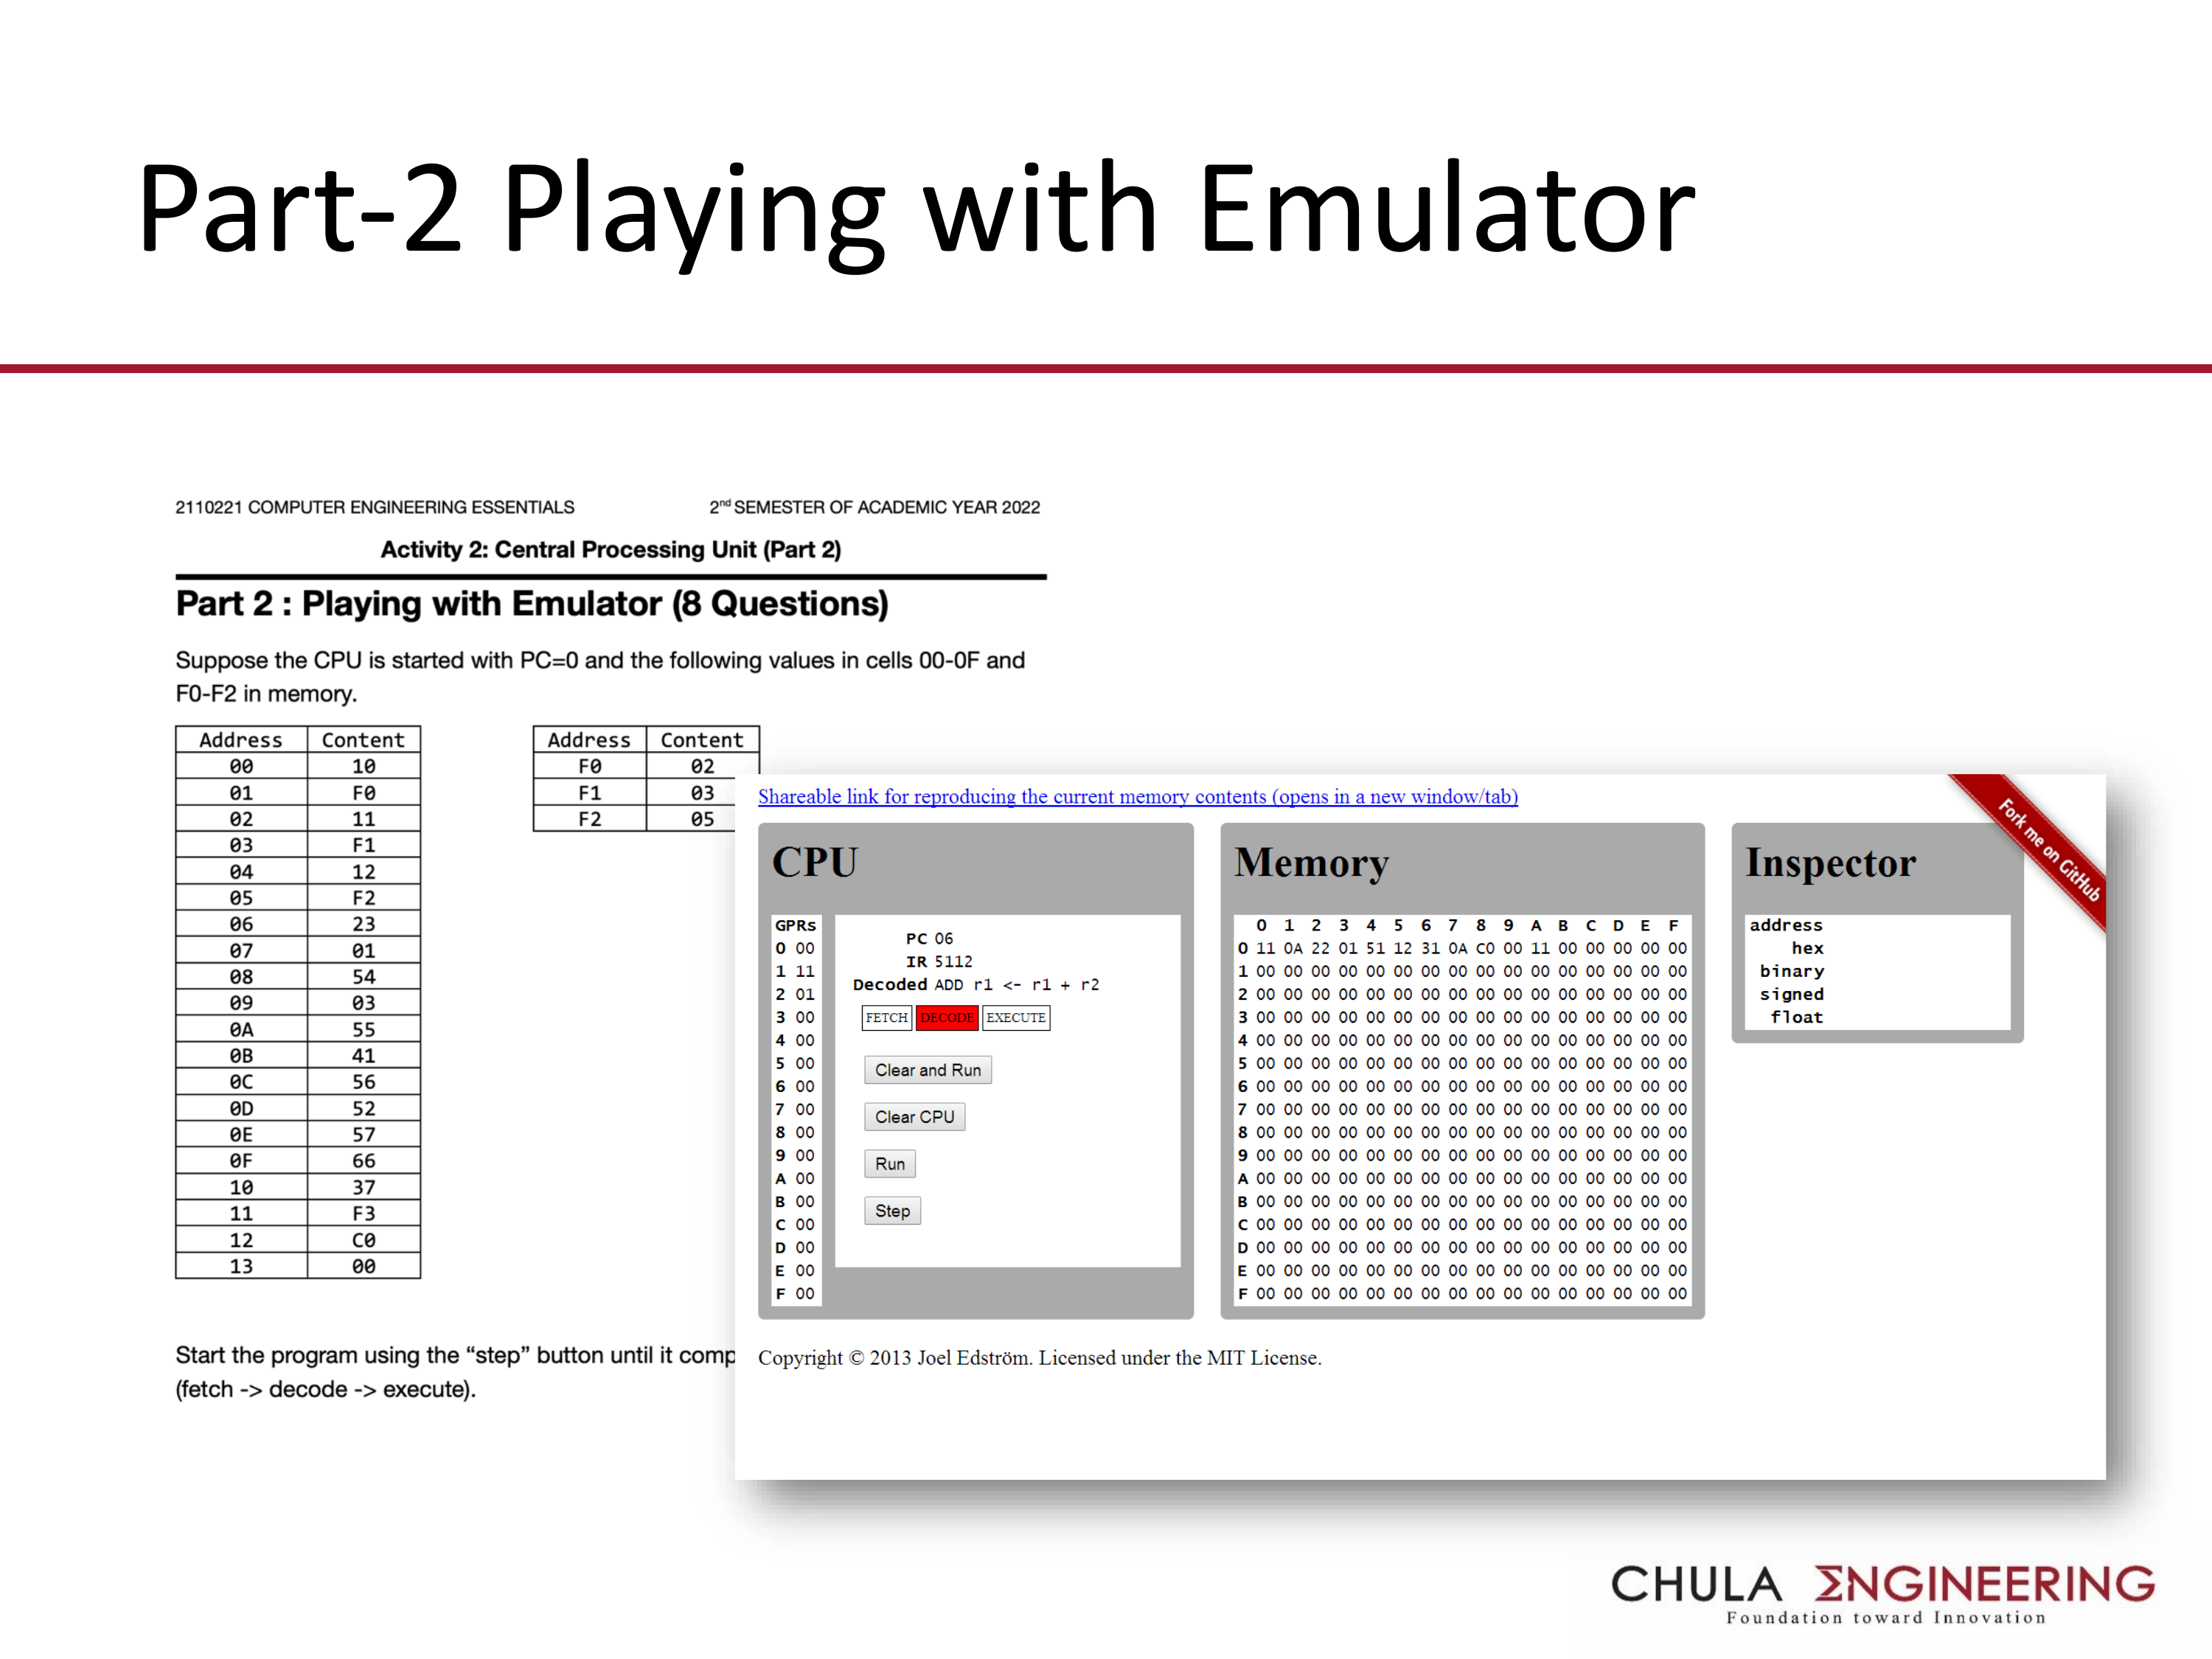 Part-2 Playing with Emulator
2110221 COMPUTER ENGINEERING ESSENTIALS 2nd SEMESTER OF ACADEMIC YEAR 2022
Activity 2: Central Processing Unit (Part 2)
Part 2 : Playing with Emulator (8 Questions)
Suppose the CPU is started with PC=0 and the following values in cells 00-0F and
F0-F2 in memory.
Address Content
00 10
01 F0
02 11
03 F1
04 12
05 F2
06 23
07 01
08 54
09 03
0A 55
0B 41
0C 56
0D 52
0E 57
0F 66
10 37
11 F3
12 C0
13 00
Address Content
F0 02
F1 03
F2 05
Start the program using the “step” button until it comp
(fetch -> decode -> execute).
Shareable link for reproducing the current memory contents (opens in a new window/tab)
Fork me on GitHub
CPU
GPRs
0 00
1 11
2 01
3 00
4 00
5 00
6 00
7 00
8 00
9 00
A 00
B 00
C 00
D 00
E 00
F 00
PC 06
IR 5112
Decoded ADD r1 <- r1 + r2
FETCH DECODE EXECUTE
Clear and Run
Clear CPU
Run
Step
Memory
0 1 2 3 4 5 6 7 8 9 A B C D E F
0 11 0A 22 01 51 12 31 0A C0 00 11 00 00 00 00 00
1 00 00 00 00 00 00 00 00 00 00 00 00 00 00 00 00
2 00 00 00 00 00 00 00 00 00 00 00 00 00 00 00 00
3 00 00 00 00 00 00 00 00 00 00 00 00 00 00 00 00
4 00 00 00 00 00 00 00 00 00 00 00 00 00 00 00 00
5 00 00 00 00 00 00 00 00 00 00 00 00 00 00 00 00
6 00 00 00 00 00 00 00 00 00 00 00 00 00 00 00 00
7 00 00 00 00 00 00 00 00 00 00 00 00 00 00 00 00
8 00 00 00 00 00 00 00 00 00 00 00 00 00 00 00 00
9 00 00 00 00 00 00 00 00 00 00 00 00 00 00 00 00
A 00 00 00 00 00 00 00 00 00 00 00 00 00 00 00 00
B 00 00 00 00 00 00 00 00 00 00 00 00 00 00 00 00
C 00 00 00 00 00 00 00 00 00 00 00 00 00 00 00 00
D 00 00 00 00 00 00 00 00 00 00 00 00 00 00 00 00
E 00 00 00 00 00 00 00 00 00 00 00 00 00 00 00 00
F 00 00 00 00 00 00 00 00 00 00 00 00 00 00 00 00
Inspector
address
hex
binary
signed
float
Copyright © 2013 Joel Edström. Licensed under the MIT License.
CHULA ΣNGINEERING
Foundation toward Innovation